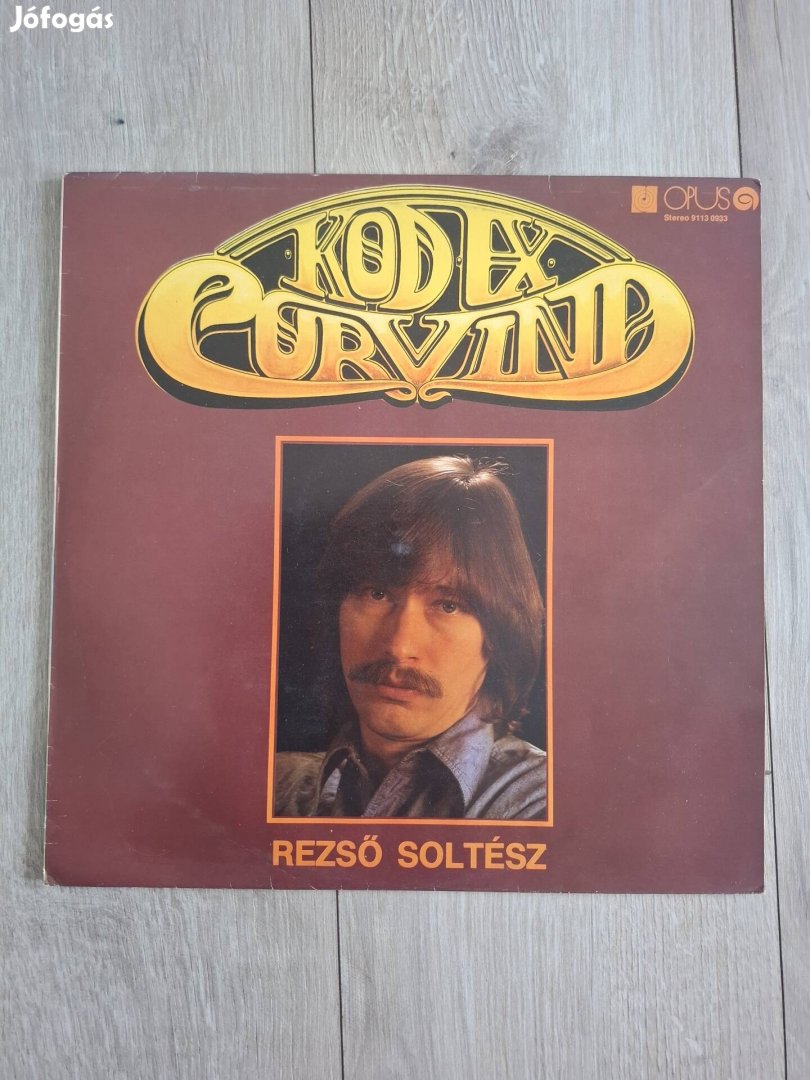 Jófogás
OPUS
Stereo 9113 0933
KODEX
CORVINA
REZSŐ SOLTÉSZ